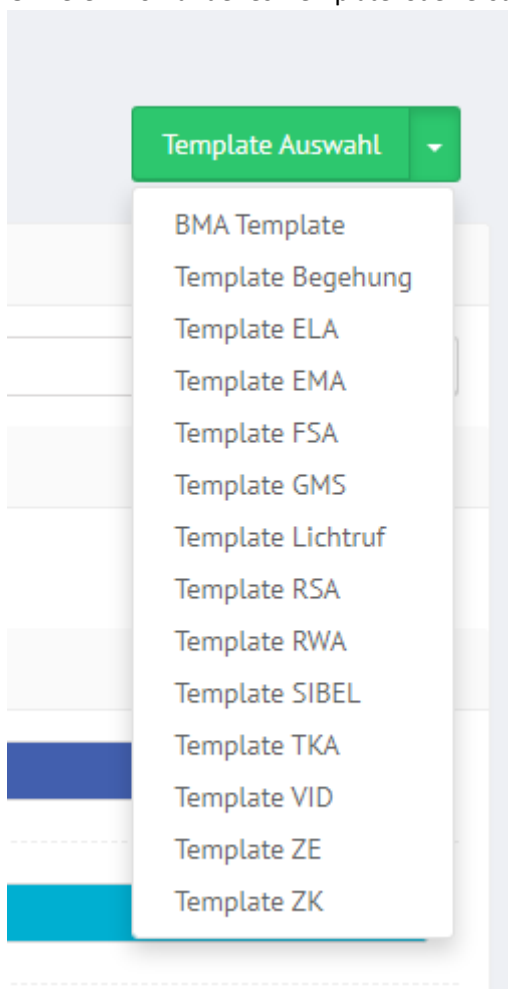 Template Auswahl
BMA Template
Template Begehung
Template ELA
Template EMA
Template FSA
Template GMS
Template Lichtruf
Template RSA
Template RWA
Template SIBEL
Template TKA
Template VID
Template ZE
Template ZK